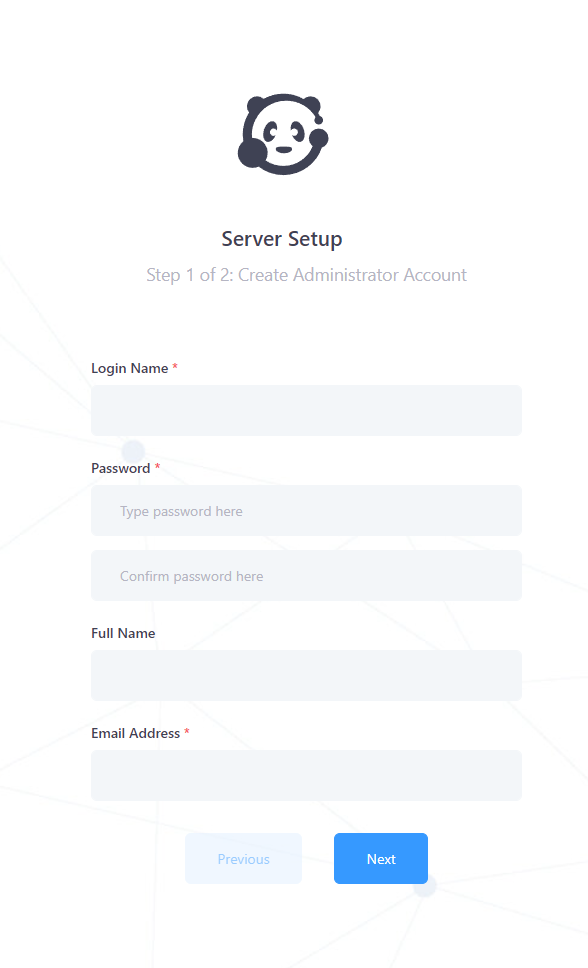 Server Setup
Step 1 of 2: Create Administrator Account
Login Name *
Password *
Type password here
Confirm password here
Full Name
Email Address *
Previous
Next